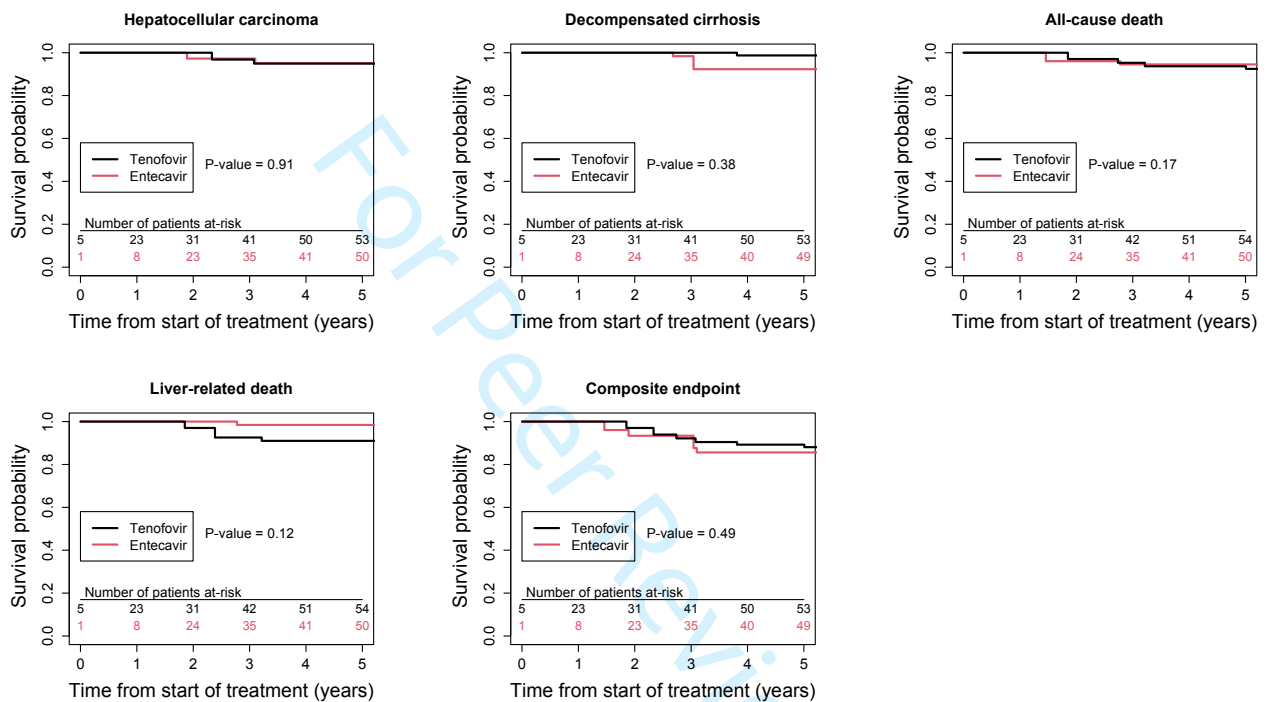 Hepatocellular carcinoma
Survival probability
0.0 0.2 0.4 0.6 0.8 1.0
Tenofovir
Entecavir
P-value = 0.91
Number of patients at-risk
5 23 31 41 50 53
1 8 23 35 41 50
0 1 2 3 4 5
Time from start of treatment (years)
Decompensated cirrhosis
Survival probability
0.0 0.2 0.4 0.6 0.8 1.0
Tenofovir
Entecavir
P-value = 0.38
Number of patients at-risk
5 23 31 41 50 53
1 8 24 35 40 49
0 1 2 3 4 5
Time from start of treatment (years)
All-cause death
Survival probability
0.0 0.2 0.4 0.6 0.8 1.0
Tenofovir
Entecavir
P-value = 0.17
Number of patients at-risk
5 23 31 42 51 54
1 8 24 35 41 50
0 1 2 3 4 5
Time from start of treatment (years)
Liver-related death
Survival probability
0.0 0.2 0.4 0.6 0.8 1.0
Tenofovir
Entecavir
P-value = 0.12
Number of patients at-risk
5 23 31 42 51 54
1 8 24 35 41 50
0 1 2 3 4 5
Time from start of treatment (years)
Composite endpoint
Survival probability
0.0 0.2 0.4 0.6 0.8 1.0
Tenofovir
Entecavir
P-value = 0.49
Number of patients at-risk
5 23 31 41 50 53
1 8 23 35 40 49
0 1 2 3 4 5
Time from start of treatment (years)
For Peer Revi